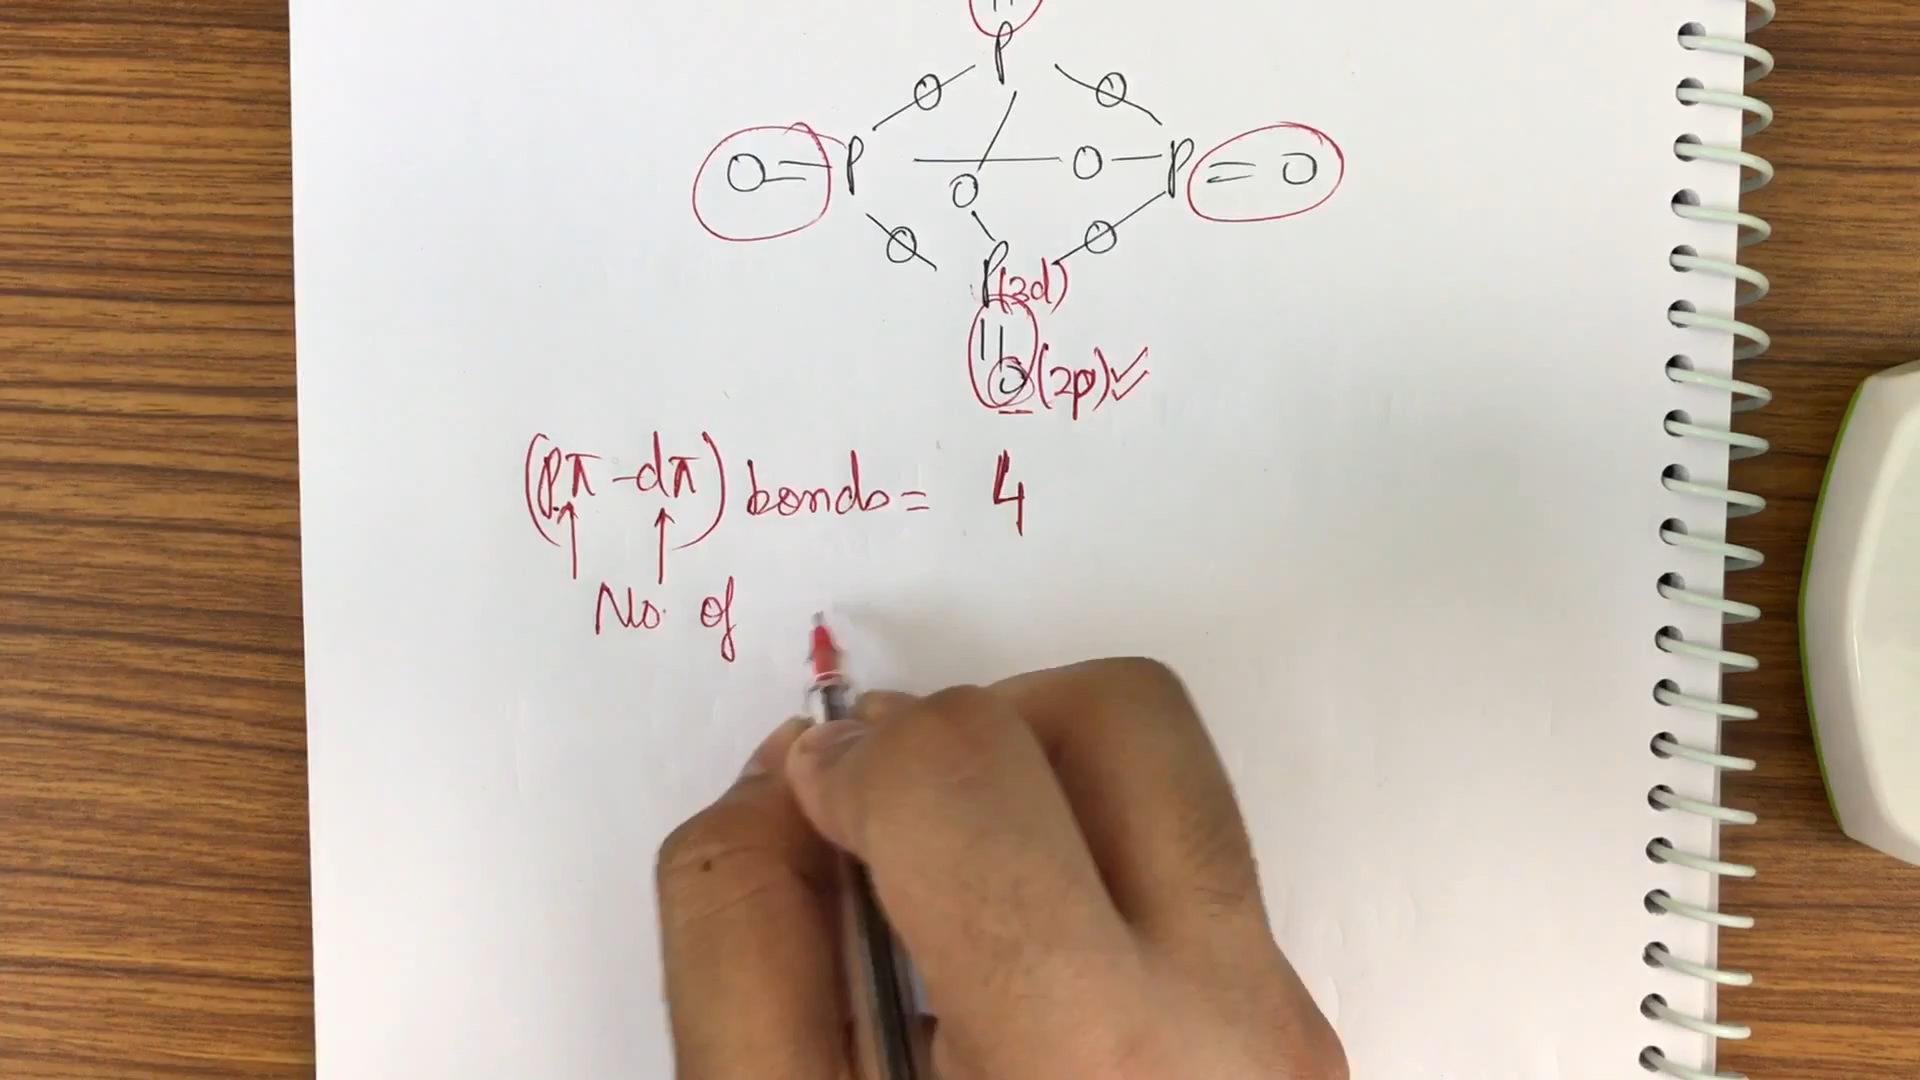 P
O O
O = P O P = O
O
O O
P (3d)
O (2p)
(pπ - dπ) bonds = 4
No. of